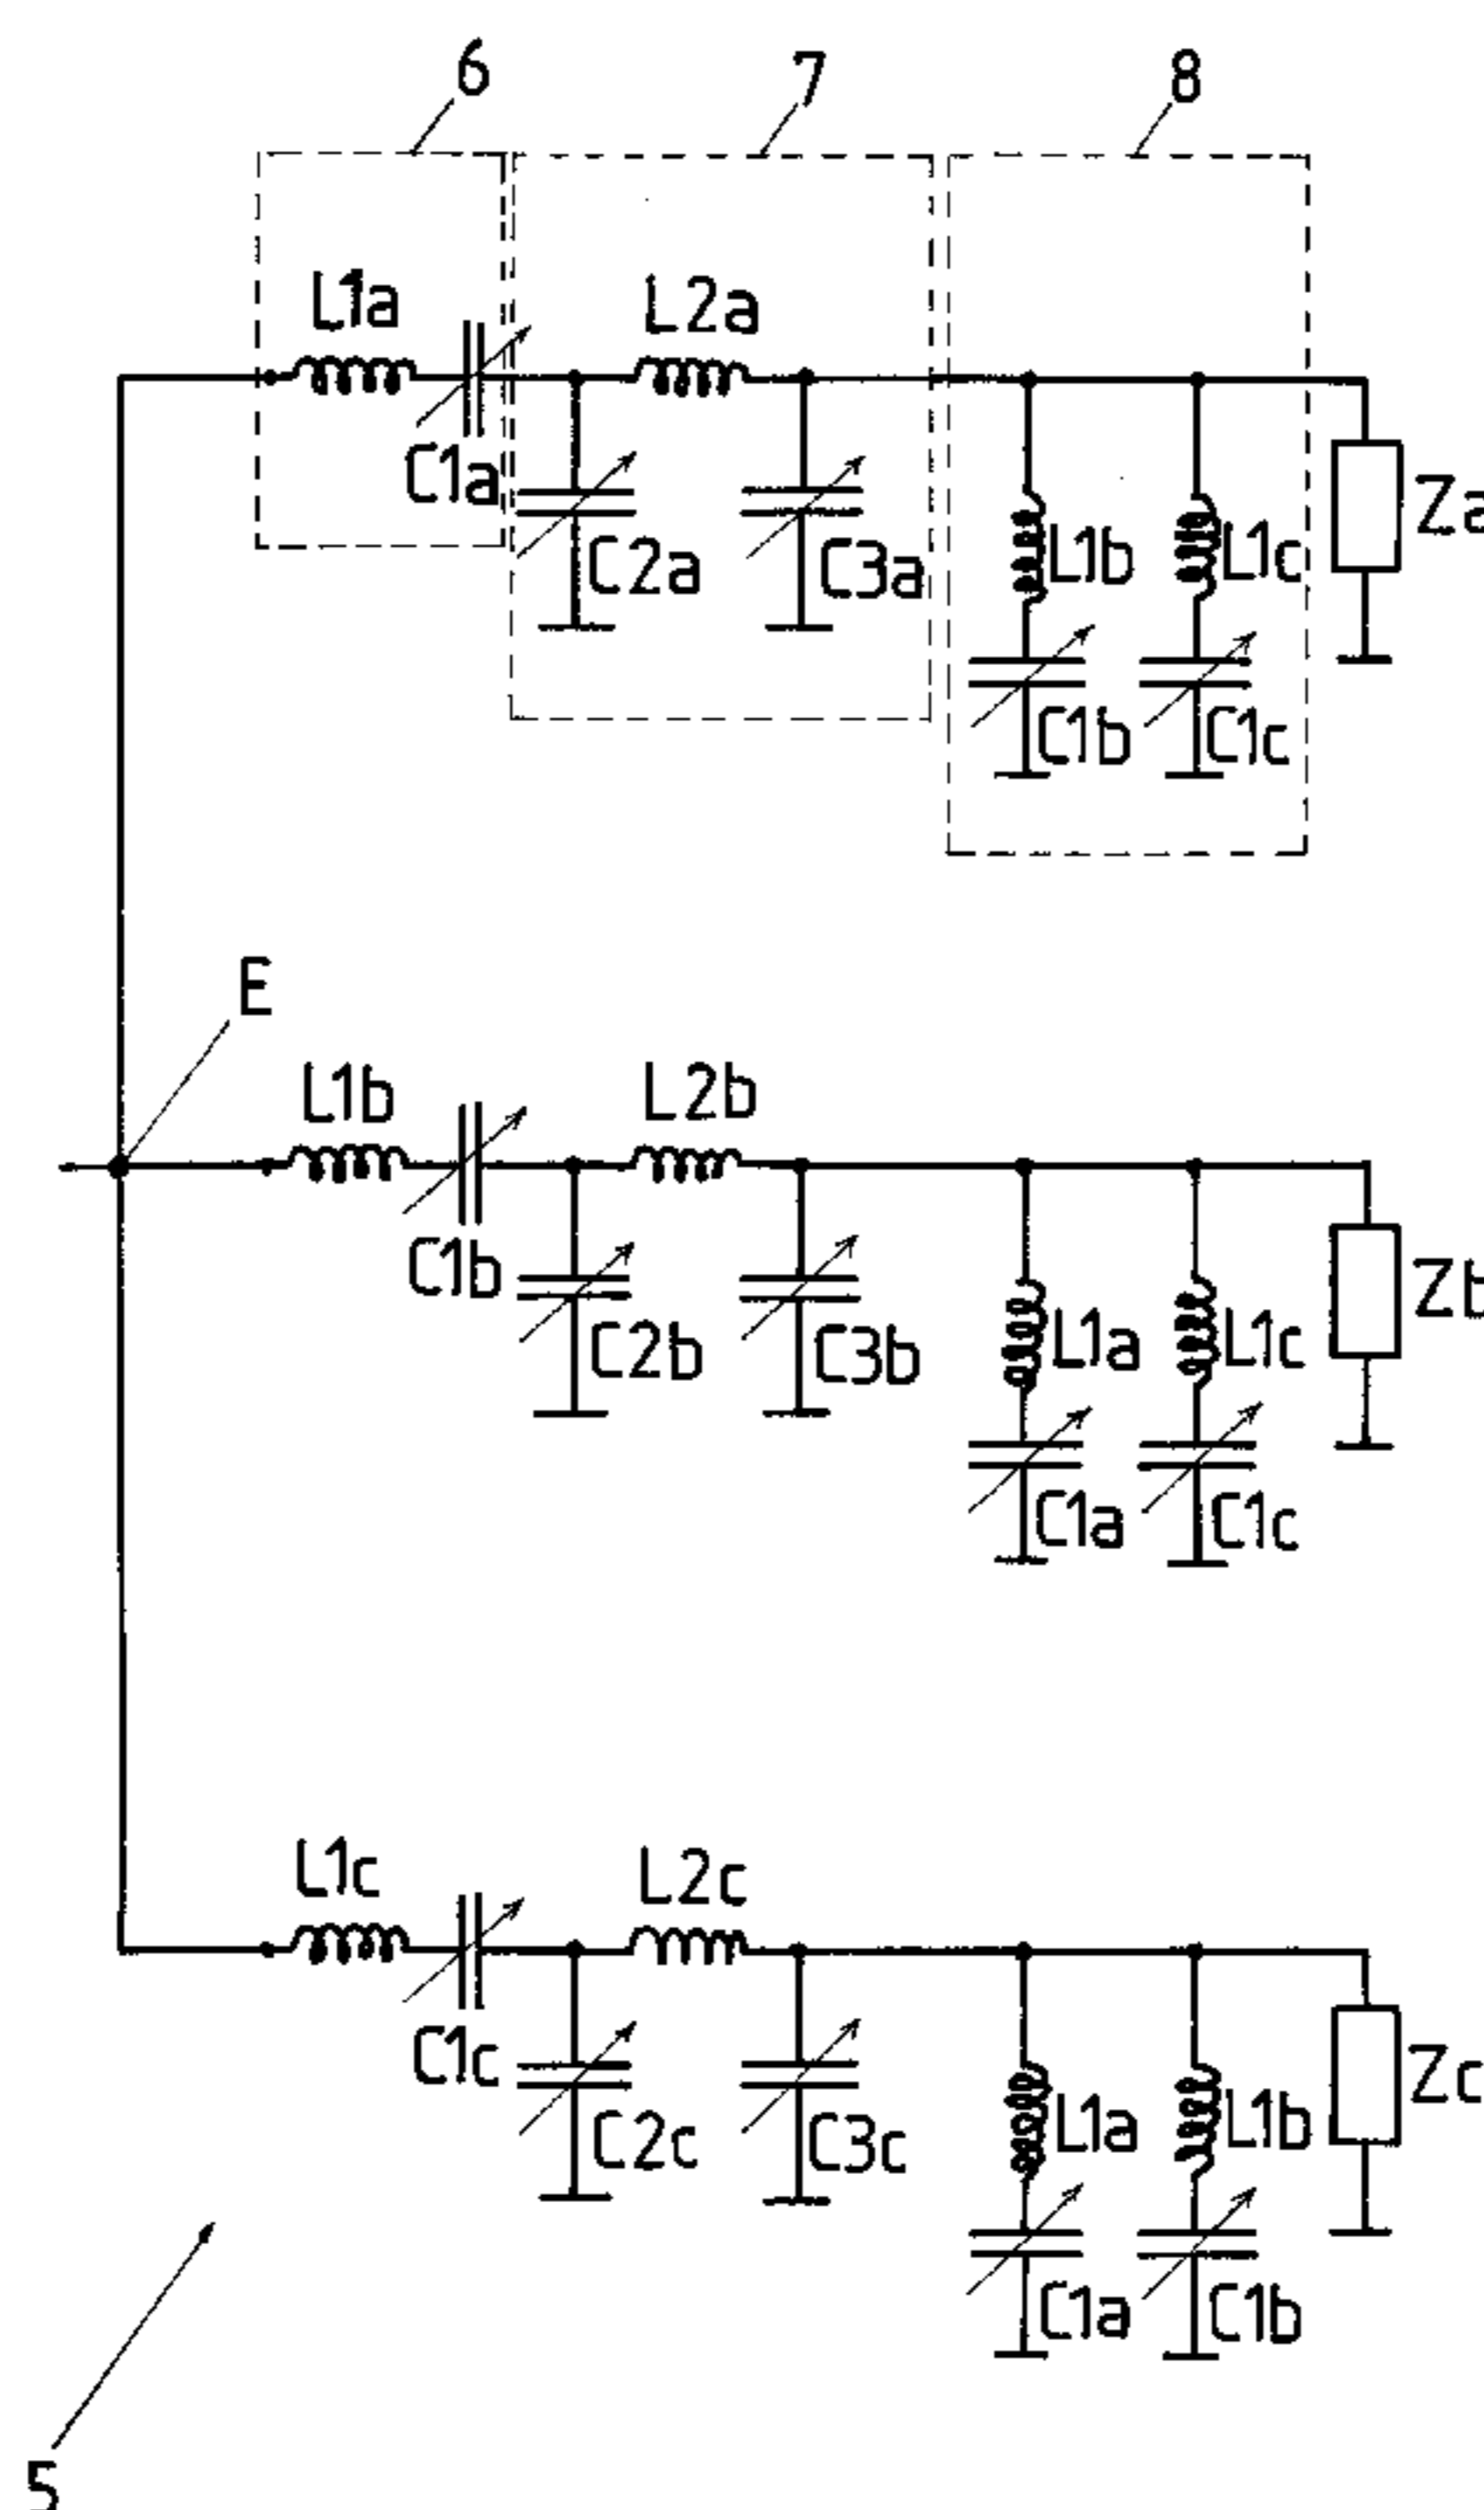 6 7 8
L1a L2a
C1a
C2a C3a L1b L1c Za
C1b C1c
E
L1b L2b
C1b
C2b C3b L1a L1c Zb
C1a C1c
L1c L2c
C1c
C2c C3c L1a L1b Zc
C1a C1b
5